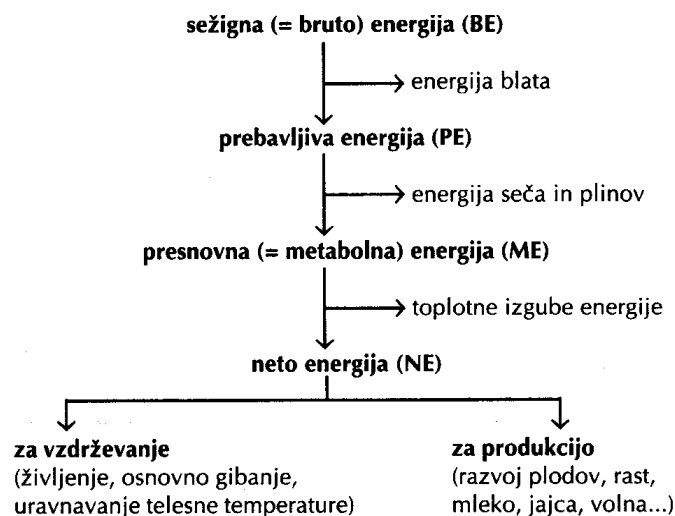 sežigna (= bruto) energija (BE)
energija blata
prebavljiva energija (PE)
energija seča in plinov
presnovna (= metabolna) energija (ME)
toplotne izgube energije
neto energija (NE)
za vzdrževanje
(življenje, osnovno gibanje,
uravnavanje telesne temperature)
za produkcijo
(razvoj plodov, rast,
mleko, jajca, volna...)